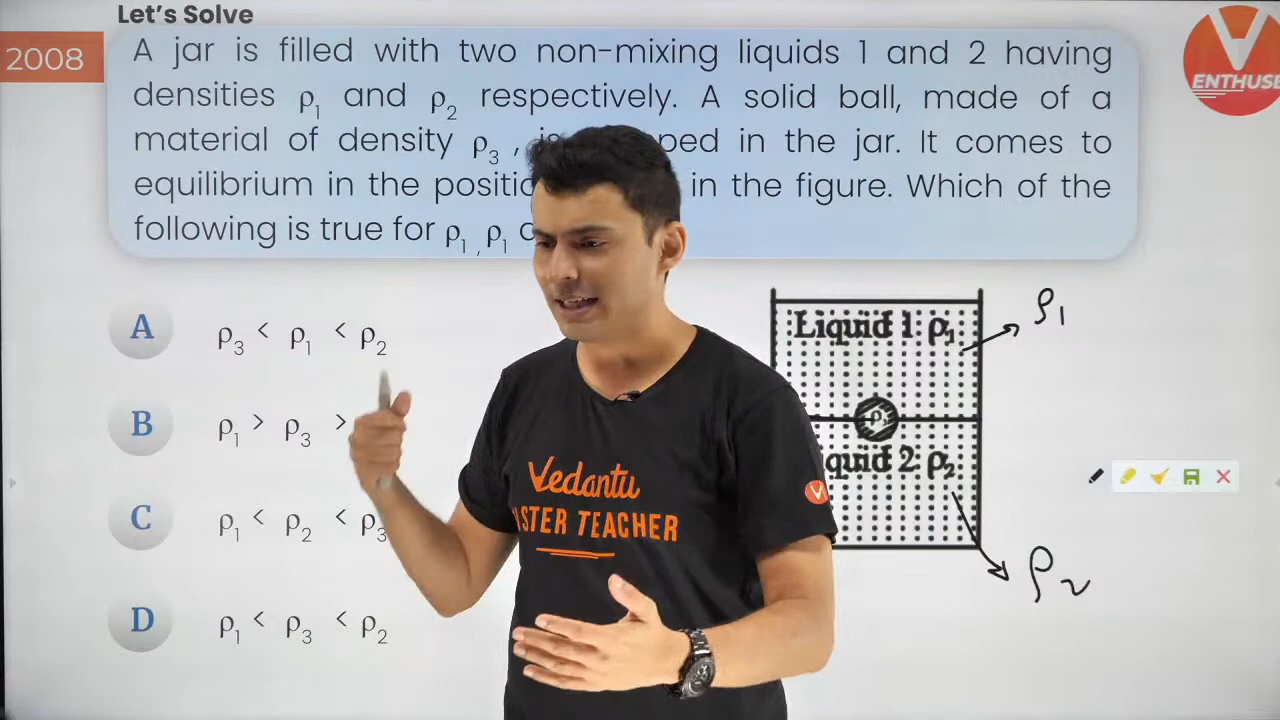 Let's Solve
2008
A jar is filled with two non-mixing liquids 1 and 2 having
densities ρ₁ and ρ₂ respectively. A solid ball, made of a
material of density ρ₃ , is ped in the jar. It comes to
equilibrium in the positio in the figure. Which of the
following is true for ρ₁ , ρ₁
ENTHUSE
A ρ₃ < ρ₁ < ρ₂
B ρ₁ > ρ₃ >
C ρ₁ < ρ₂ < ρ₃
D ρ₁ < ρ₃ < ρ₂
Liquid 1 ρ₁
ρ₁
quid 2 ρ₂
ρ₂
Vedantu
STER TEACHER